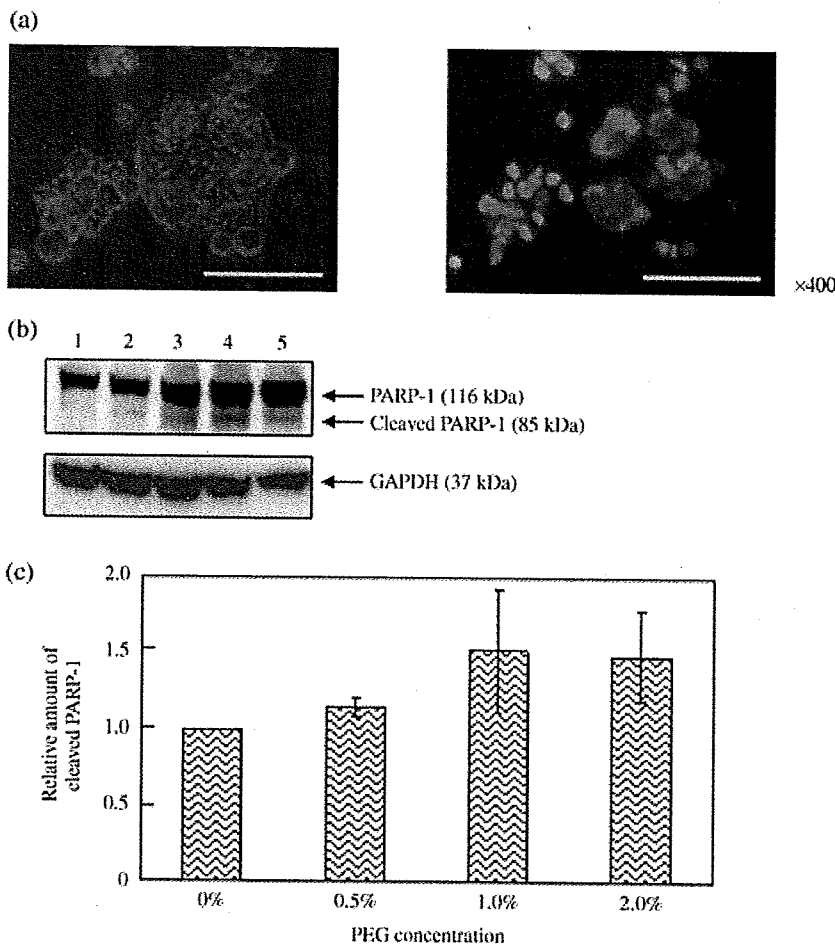 (a)
×400
(b)
1 2 3 4 5
PARP-1 (116 kDa)
Cleaved PARP-1 (85 kDa)
GAPDH (37 kDa)
(c)
Relative amount of
cleaved PARP-1
2.0
1.5
1.0
0.5
0
0% 0.5% 1.0% 2.0%
PEG concentration